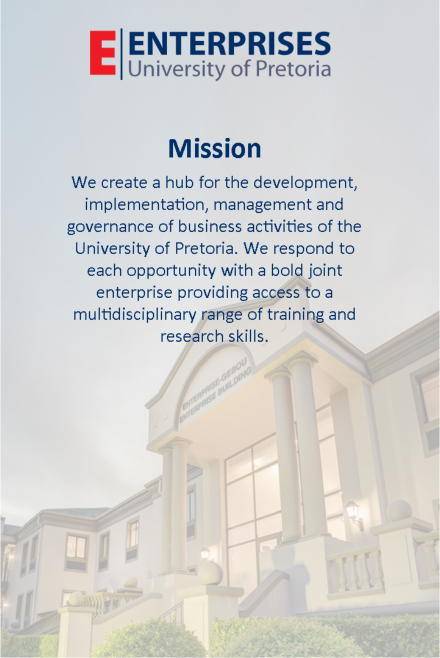 E ENTERPRISES
University of Pretoria
Mission
We create a hub for the development,
implementation, management and
governance of business activities of the
University of Pretoria. We respond to
each opportunity with a bold joint
enterprise providing access to a
multidisciplinary range of training and
research skills.
ENTERPRISE-GEBOU
ENTERPRISE BUILDING